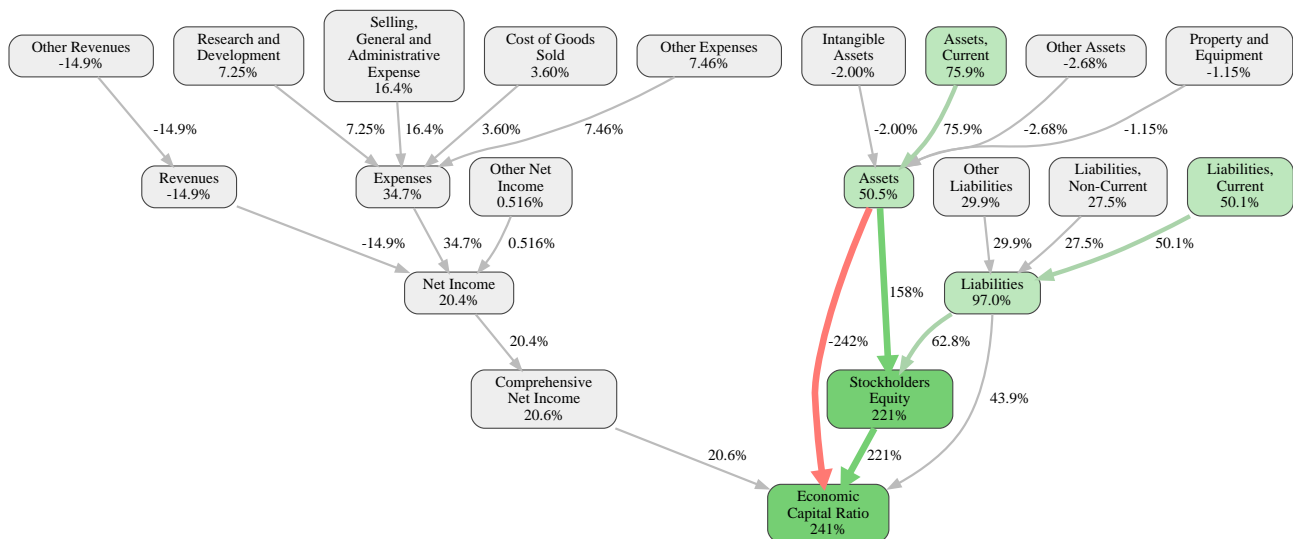 Other Revenues
-14.9%
Research and
Development
7.25%
Selling,
General and
Administrative
Expense
16.4%
Cost of Goods
Sold
3.60%
Other Expenses
7.46%
Intangible
Assets
-2.00%
Assets,
Current
75.9%
Other Assets
-2.68%
Property and
Equipment
-1.15%
-14.9%
7.25%
16.4%
3.60%
7.46%
-2.00%
75.9%
-2.68%
-1.15%
Revenues
-14.9%
Expenses
34.7%
Other Net
Income
0.516%
Assets
50.5%
Other
Liabilities
29.9%
Liabilities,
Non-Current
27.5%
Liabilities,
Current
50.1%
-14.9%
34.7%
0.516%
29.9%
27.5%
50.1%
Net Income
20.4%
158%
Liabilities
97.0%
20.4%
-242%
62.8%
Comprehensive
Net Income
20.6%
Stockholders
Equity
221%
43.9%
20.6%
221%
Economic
Capital Ratio
241%